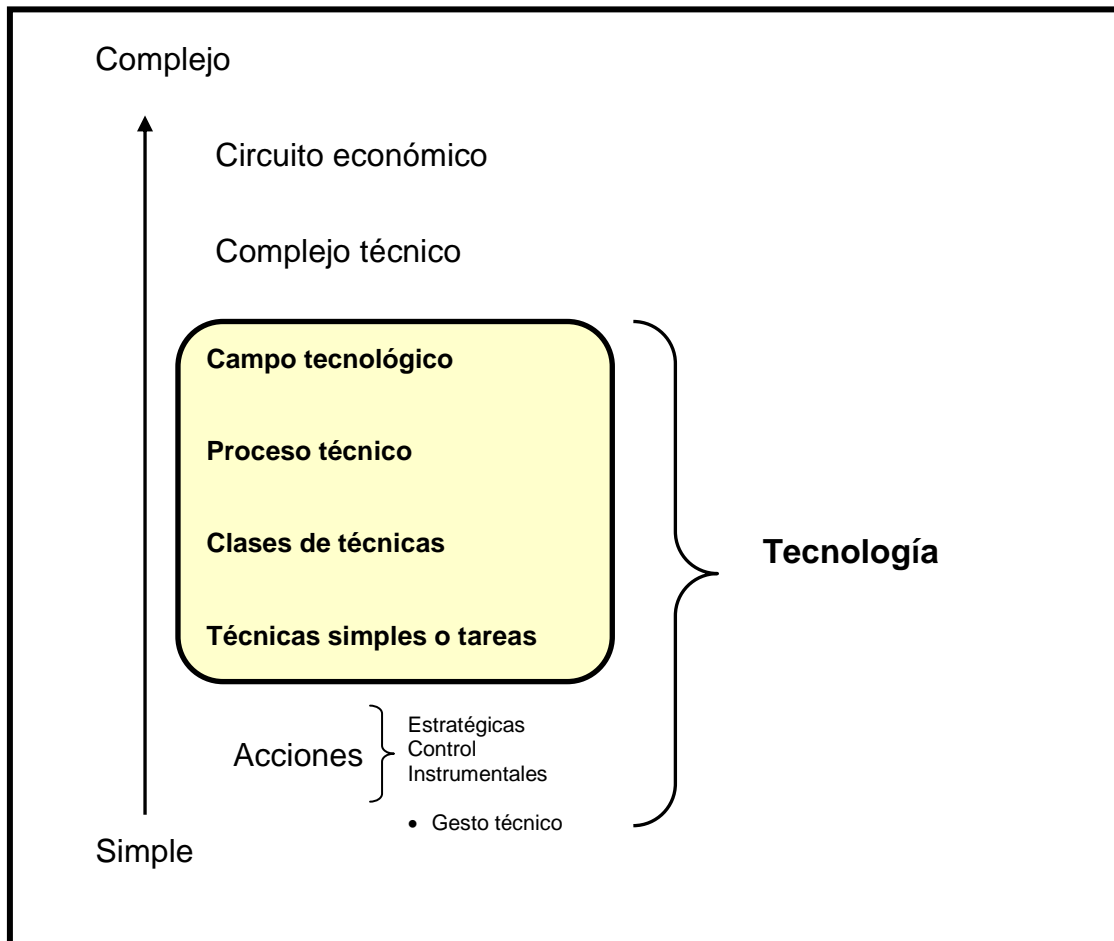 Complejo
Circuito económico
Complejo técnico
Campo tecnológico
Proceso técnico
Clases de técnicas
Tecnología
Técnicas simples o tareas
Acciones
Estratégicas
Control
Instrumentales
• Gesto técnico
Simple